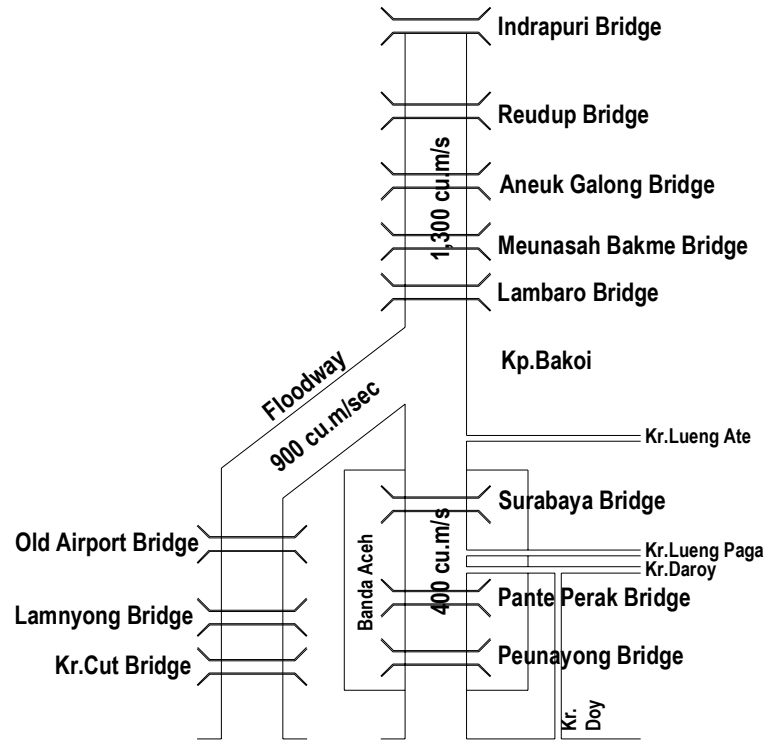 Indrapuri Bridge
Reudup Bridge
1,300 cu.m/s
Aneuk Galong Bridge
Meunasah Bakme Bridge
Lambaro Bridge
Floodway
Kp.Bakoi
900 cu.m/sec
Kr.Lueng Ate
Surabaya Bridge
Old Airport Bridge
Kr.Lueng Paga
Kr.Daroy
Banda Aceh
400 cu.m/s
Pante Perak Bridge
Lamnyong Bridge
Peunayong Bridge
Kr.Cut Bridge
Kr.
Doy